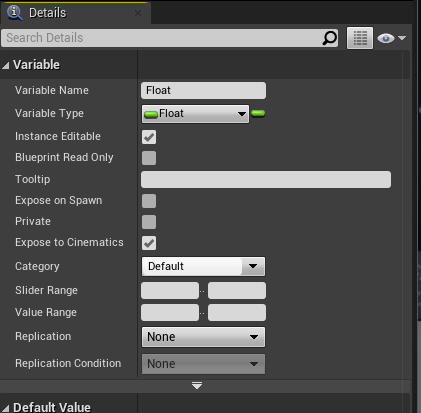 Details
Search Details
Variable
Variable Name Float
Variable Type Float
Instance Editable
Blueprint Read Only
Tooltip
Expose on Spawn
Private
Expose to Cinematics
Category Default
Slider Range ..
Value Range ..
Replication None
Replication Condition None
Default Value